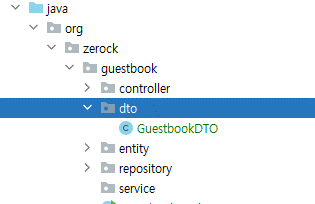 java
org
zerock
guestbook
controller
dto
GuestbookDTO
entity
repository
service